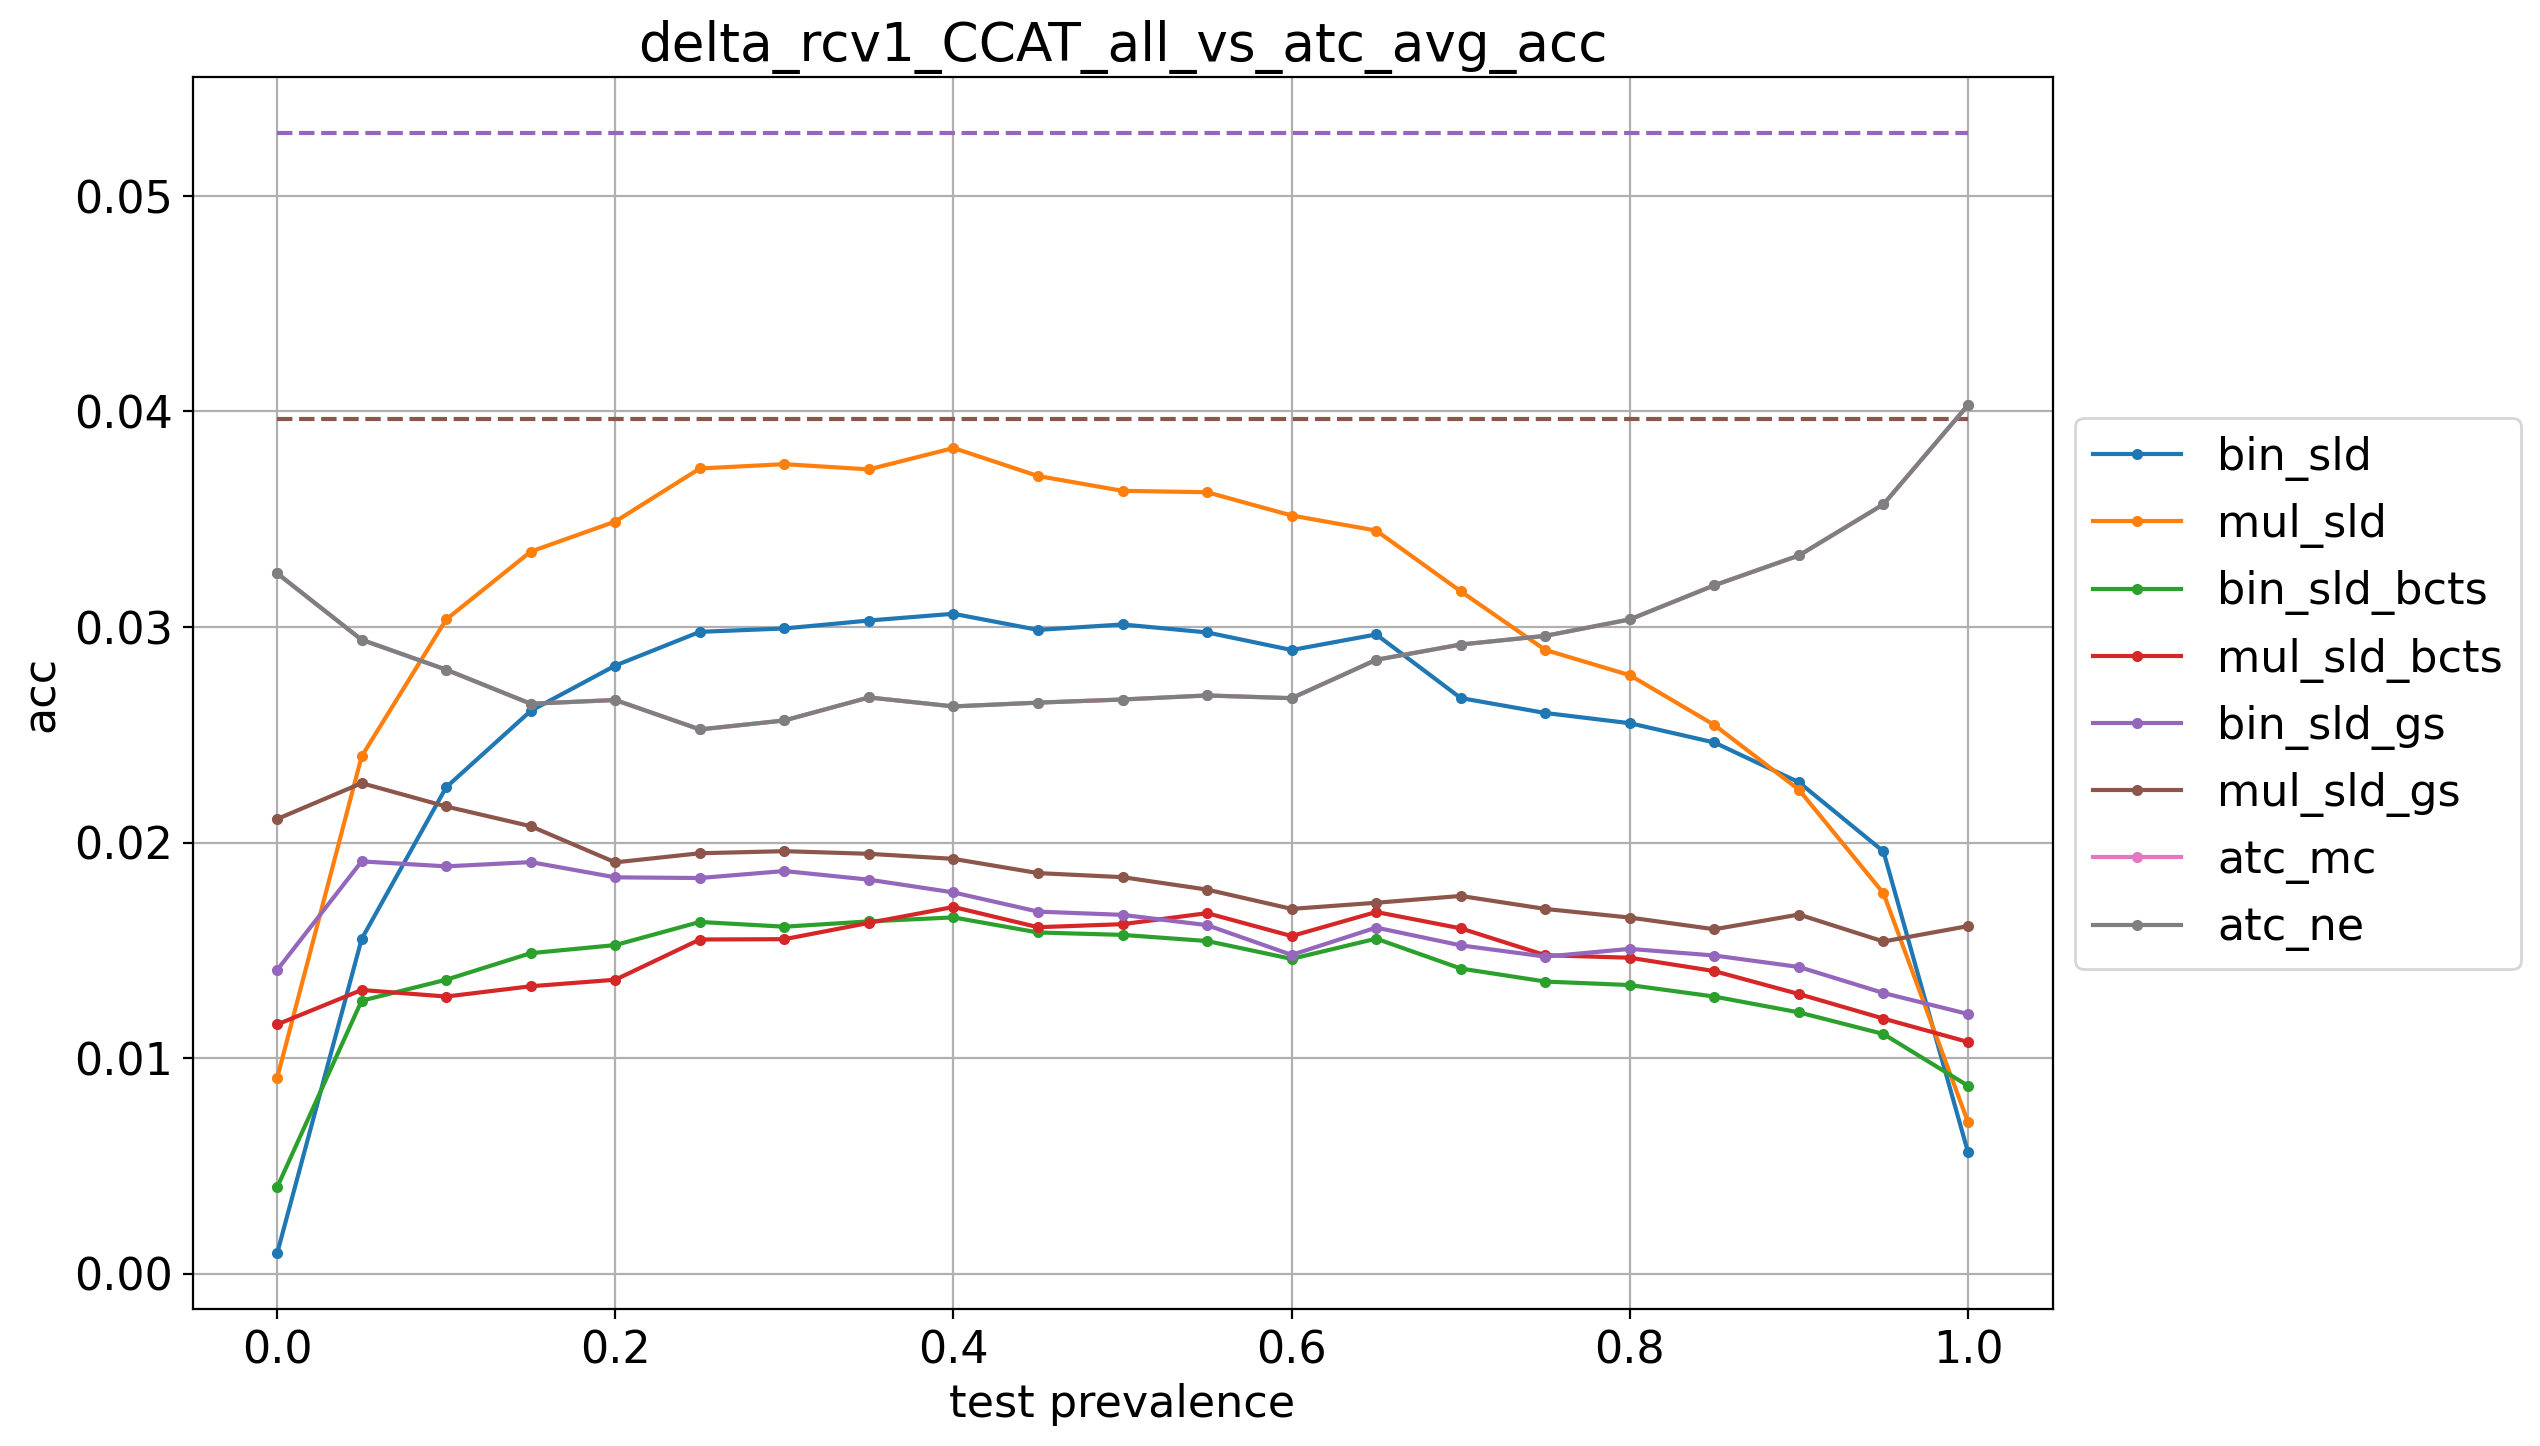 delta_rcv1_CCAT_all_vs_atc_avg_acc
acc
0.05
0.04
0.03
0.02
0.01
0.00
0.0 0.2 0.4 0.6 0.8 1.0
test prevalence
bin_sld
mul_sld
bin_sld_bcts
mul_sld_bcts
bin_sld_gs
mul_sld_gs
atc_mc
atc_ne